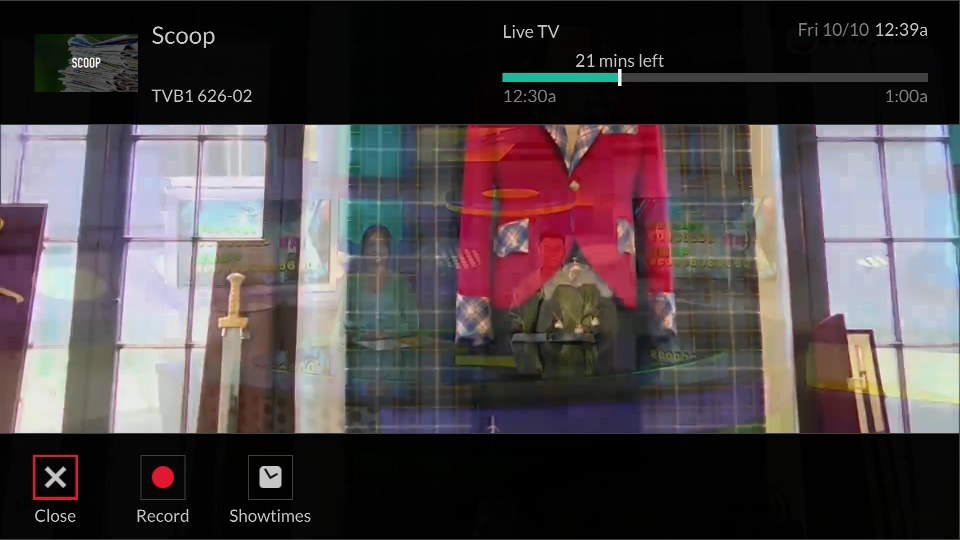 SCOOP
Scoop
TVB1 626-02
Live TV
Fri 10/10 12:39a
21 mins left
12:30a
1:00a
Close
Record
Showtimes